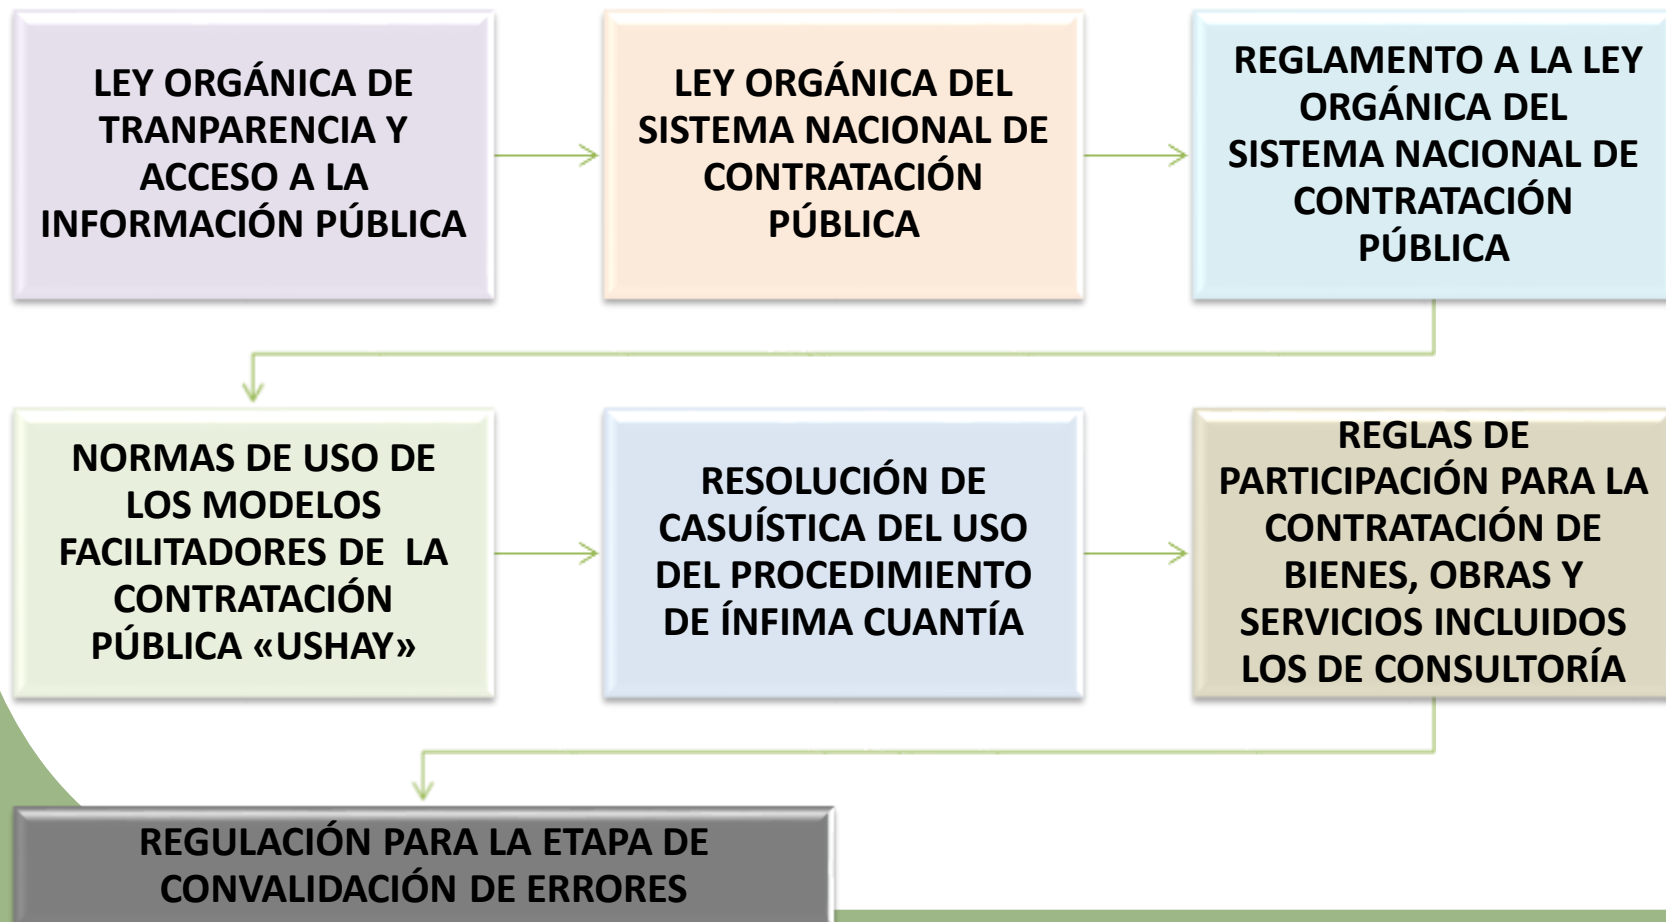 LEY ORGÁNICA DE
TRANPARENCIA Y
ACCESO A LA
INFORMACIÓN PÚBLICA
LEY ORGÁNICA DEL
SISTEMA NACIONAL DE
CONTRATACIÓN
PÚBLICA
REGLAMENTO A LA LEY
ORGÁNICA DEL
SISTEMA NACIONAL DE
CONTRATACIÓN
PÚBLICA
NORMAS DE USO DE
LOS MODELOS
FACILITADORES DE LA
CONTRATACIÓN
PÚBLICA «USHAY»
RESOLUCIÓN DE
CASUÍSTICA DEL USO
DEL PROCEDIMIENTO
DE ÍNFIMA CUANTÍA
REGLAS DE
PARTICIPACIÓN PARA LA
CONTRATACIÓN DE
BIENES, OBRAS Y
SERVICIOS INCLUIDOS
LOS DE CONSULTORÍA
REGULACIÓN PARA LA ETAPA DE
CONVALIDACIÓN DE ERRORES